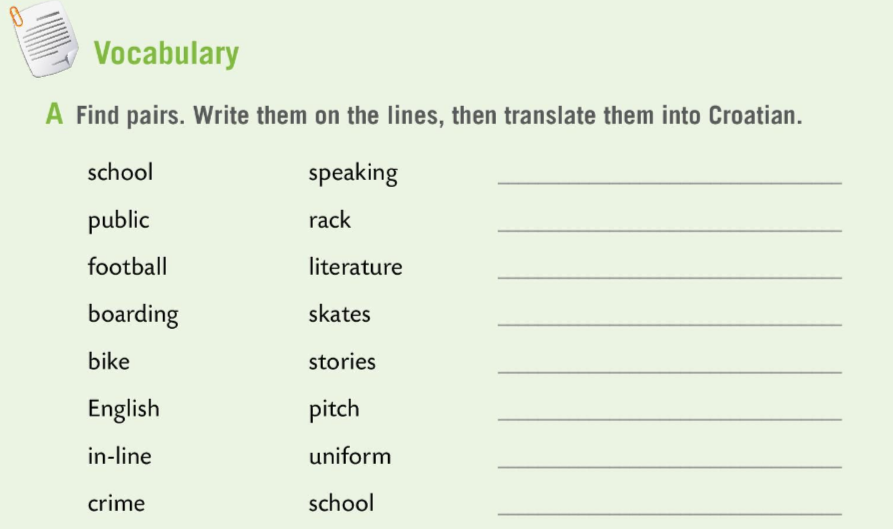 Vocabulary
A Find pairs. Write them on the lines, then translate them into Croatian.
school speaking
public rack
football literature
boarding skates
bike stories
English pitch
in-line uniform
crime school